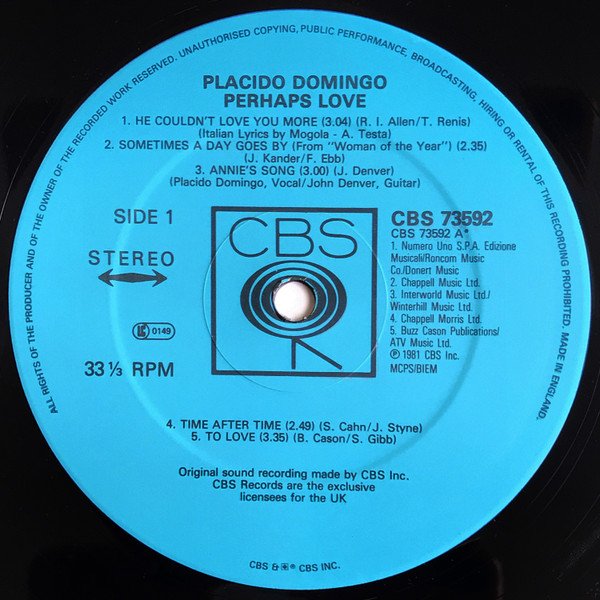 ALL RIGHTS OF THE PRODUCER AND OF THE OWNER OF THE RECORDED WORK RESERVED. UNAUTHORISED COPYING, PUBLIC PERFORMANCE, BROADCASTING, HIRING OR RENTAL OF THIS RECORDING PROHIBITED. MADE IN ENGLAND.
PLACIDO DOMINGO
PERHAPS LOVE
1. HE COULDN'T LOVE YOU MORE (3.04) (R. I. Allen/T. Renis)
(Italian Lyrics by Mogola - A. Testa)
2. SOMETIMES A DAY GOES BY (From "Woman of the Year") (2.35)
(J. Kander/F. Ebb)
3. ANNIE'S SONG (3.00) (J. Denver)
(Placido Domingo, Vocal/John Denver, Guitar)
SIDE 1
STEREO
LC 0149
33 1/3 RPM
CBS
CBS 73592
CBS 73592 A*
1. Numero Uno S.P.A. Edizione
Musicali/Roncom Music
Co./Donert Music
2. Chappell Music Ltd.
3. Interworld Music Ltd./
Winterhill Music Ltd.
4. Chappell Morris Ltd.
5. Buzz Cason Publications/
ATV Music Ltd.
℗ 1981 CBS Inc.
MCPS/BIEM
4. TIME AFTER TIME (2.49) (S. Cahn/J. Styne)
5. TO LOVE (3.35) (B. Cason/S. Gibb)
Original sound recording made by CBS Inc.
CBS Records are the exclusive
licensees for the UK
CBS & ® CBS INC.